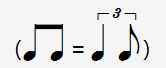 (♫ = ♩ 3 ♪)